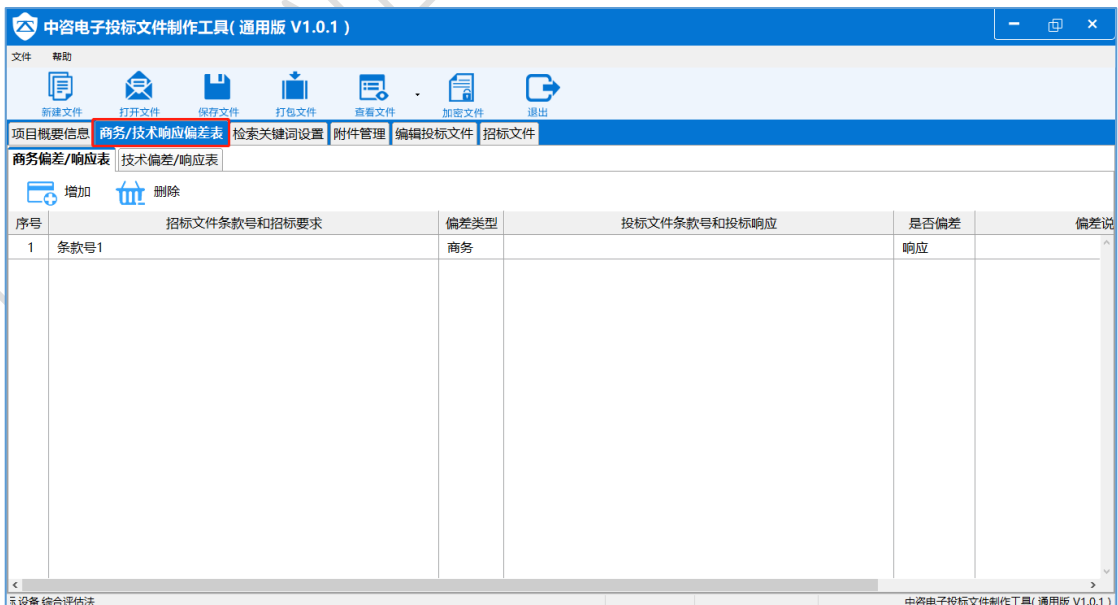 中咨电子投标文件制作工具( 通用版 V1.0.1 )
文件 帮助
新建文件 打开文件 保存文件 打包文件 查看文件 加密文件 退出
项目概要信息 商务/技术响应偏差表 检索关键词设置 附件管理 编辑投标文件 招标文件
商务偏差/响应表 技术偏差/响应表
增加 删除
序号 招标文件条款号和招标要求 偏差类型 投标文件条款号和投标响应 是否偏差 偏差说
1 条款号1 商务 响应
设备 综合评估法 中咨电子投标文件制作工具( 通用版 V1.0.1 )